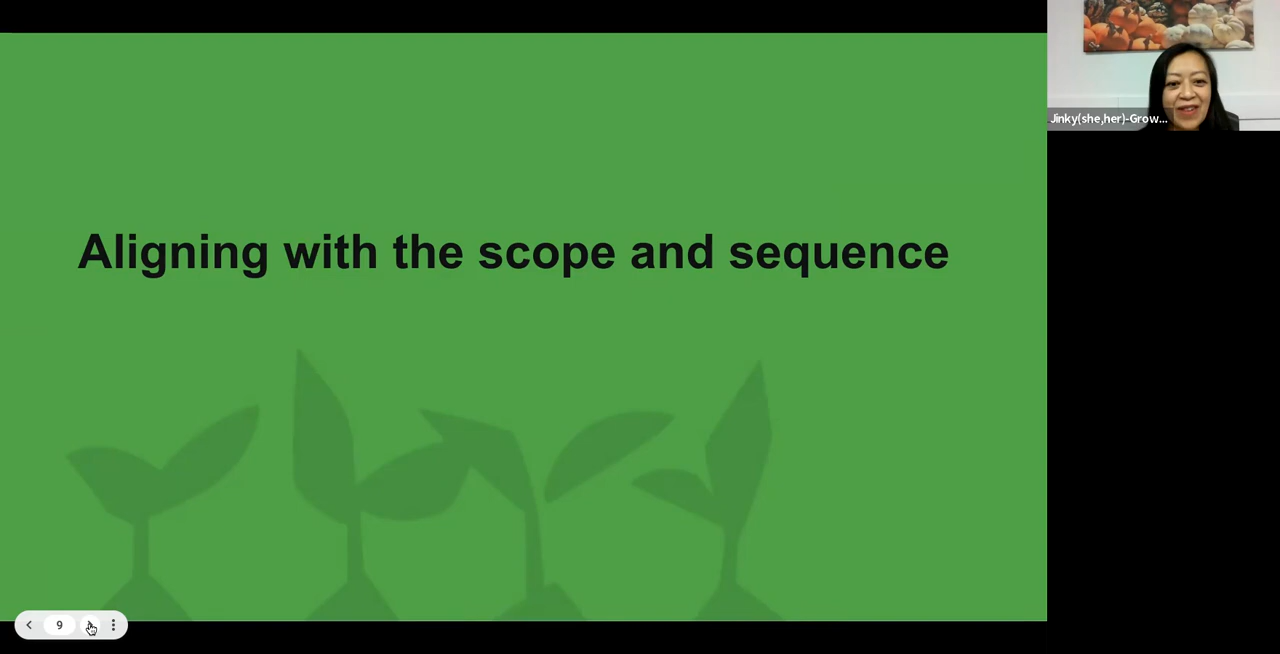 Jinky(she,her)-Grow...
Aligning with the scope and sequence
9